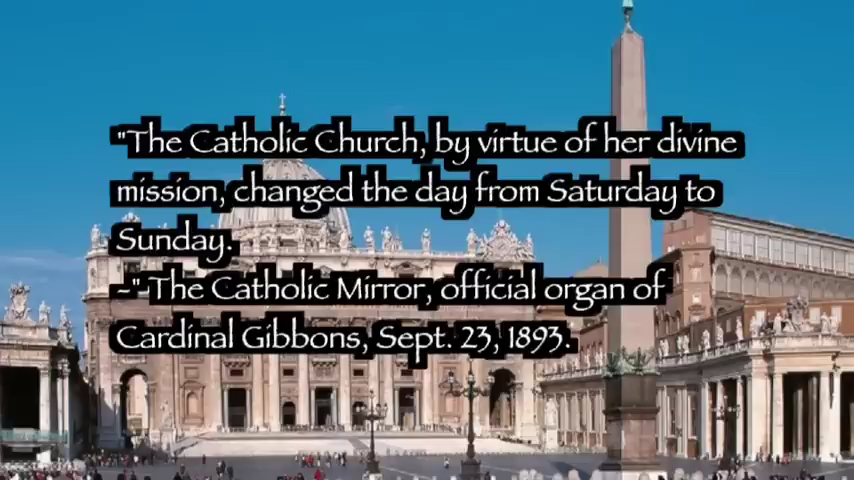 "The Catholic Church, by virtue of her divine
mission, changed the day from Saturday to
Sunday.
-" The Catholic Mirror, official organ of
Cardinal Gibbons, Sept. 23, 1893.